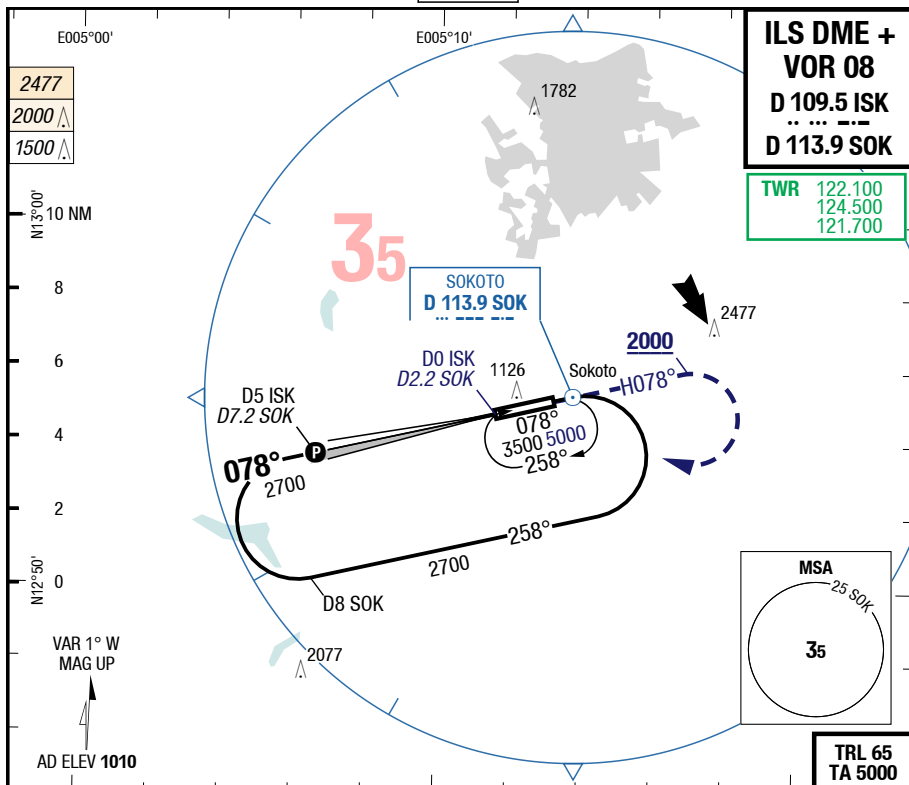 E005°00'
E005°10'
ILS DME +
VOR 08
D 109.5 ISK
D 113.9 SOK
2477
2000
1500
1782
TWR 122.100
124.500
121.700
N13°00'
10 NM
35
SOKOTO
D 113.9 SOK
8
2477
6
2000
D0 ISK
D2.2 SOK
1126
Sokoto
H078°
D5 ISK
D7.2 SOK
4
078°
3500 5000
258°
P
078°
2700
2
258°
2700
N12°50'
0
D8 SOK
MSA
25 SOK
35
VAR 1° W
MAG UP
2077
AD ELEV 1010
TRL 65
TA 5000